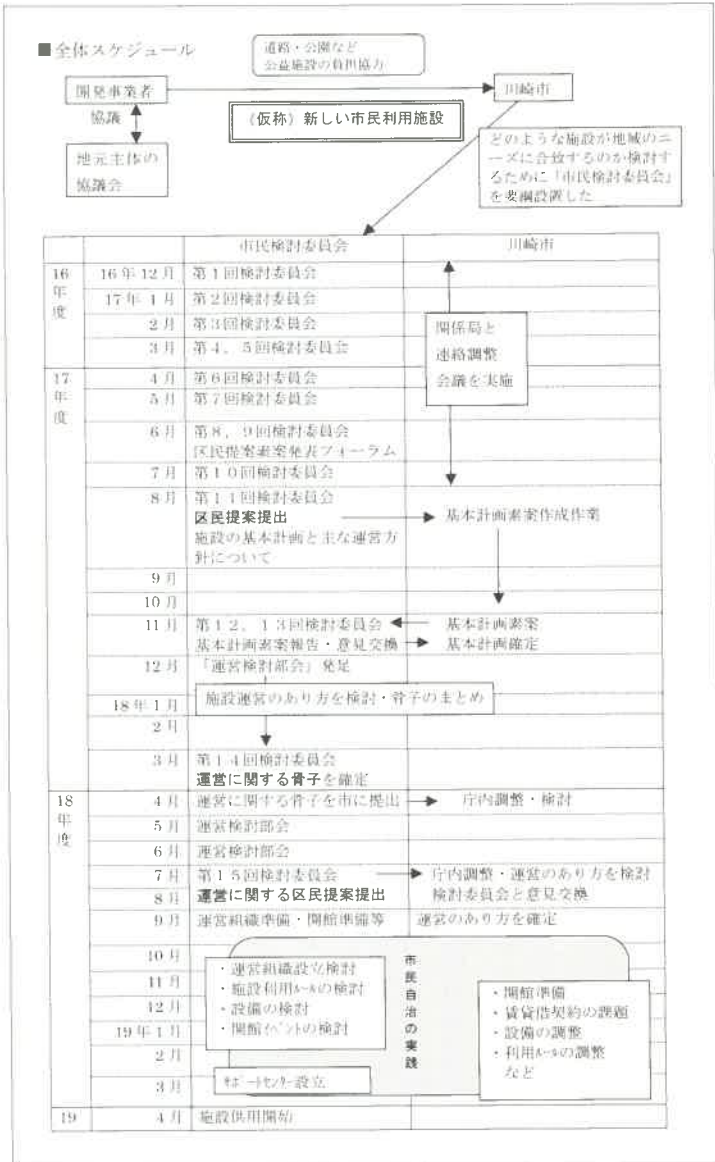 ■全体スケジュール
道路・公園など
公益施設の負担協力
開発事業者
川崎市
協議
(仮称) 新しい市民利用施設
地元主体の
協議会
どのような施設が地域のニ
ーズに合致するのか検討す
るために「市民検討委員会」
を要綱設置した
市民検討委員会 川崎市
16年度
16年12月 第1回検討委員会
17年 1月 第2回検討委員会
2月 第3回検討委員会
3月 第4、5回検討委員会
関係局と
連絡調整
会議を実施
17年度
4月 第6回検討委員会
5月 第7回検討委員会
6月 第8、9回検討委員会
区民提案素案発表フォーラム
7月 第10回検討委員会
8月 第11回検討委員会
区民提案提出 基本計画素案作成作業
施設の基本計画と主な運営方
針について
9月
10月
11月 第12、13回検討委員会 基本計画素案
基本計画素案報告・意見交換 基本計画確定
12月 「運営検討部会」発足
18年1月 施設運営のあり方を検討・骨子のまとめ
2月
3月 第14回検討委員会
運営に関する骨子を確定
18年度
4月 運営に関する骨子を市に提出 庁内調整・検討
5月 運営検討部会
6月 運営検討部会
7月 第15回検討委員会 庁内調整・運営のあり方を検討
8月 運営に関する区民提案提出 検討委員会と意見交換
9月 運営組織準備・開館準備等 運営のあり方を確定
10月
11月
12月
19年1月
2月
3月
・運営組織設立検討
・施設利用ルールの検討
・設備の検討
・開館イベントの検討
サポートセンター設立
市民自治の実践
・開館準備
・賃貸借契約の課題
・設備の調整
・利用ルールの調整
など
19 4月 施設供用開始